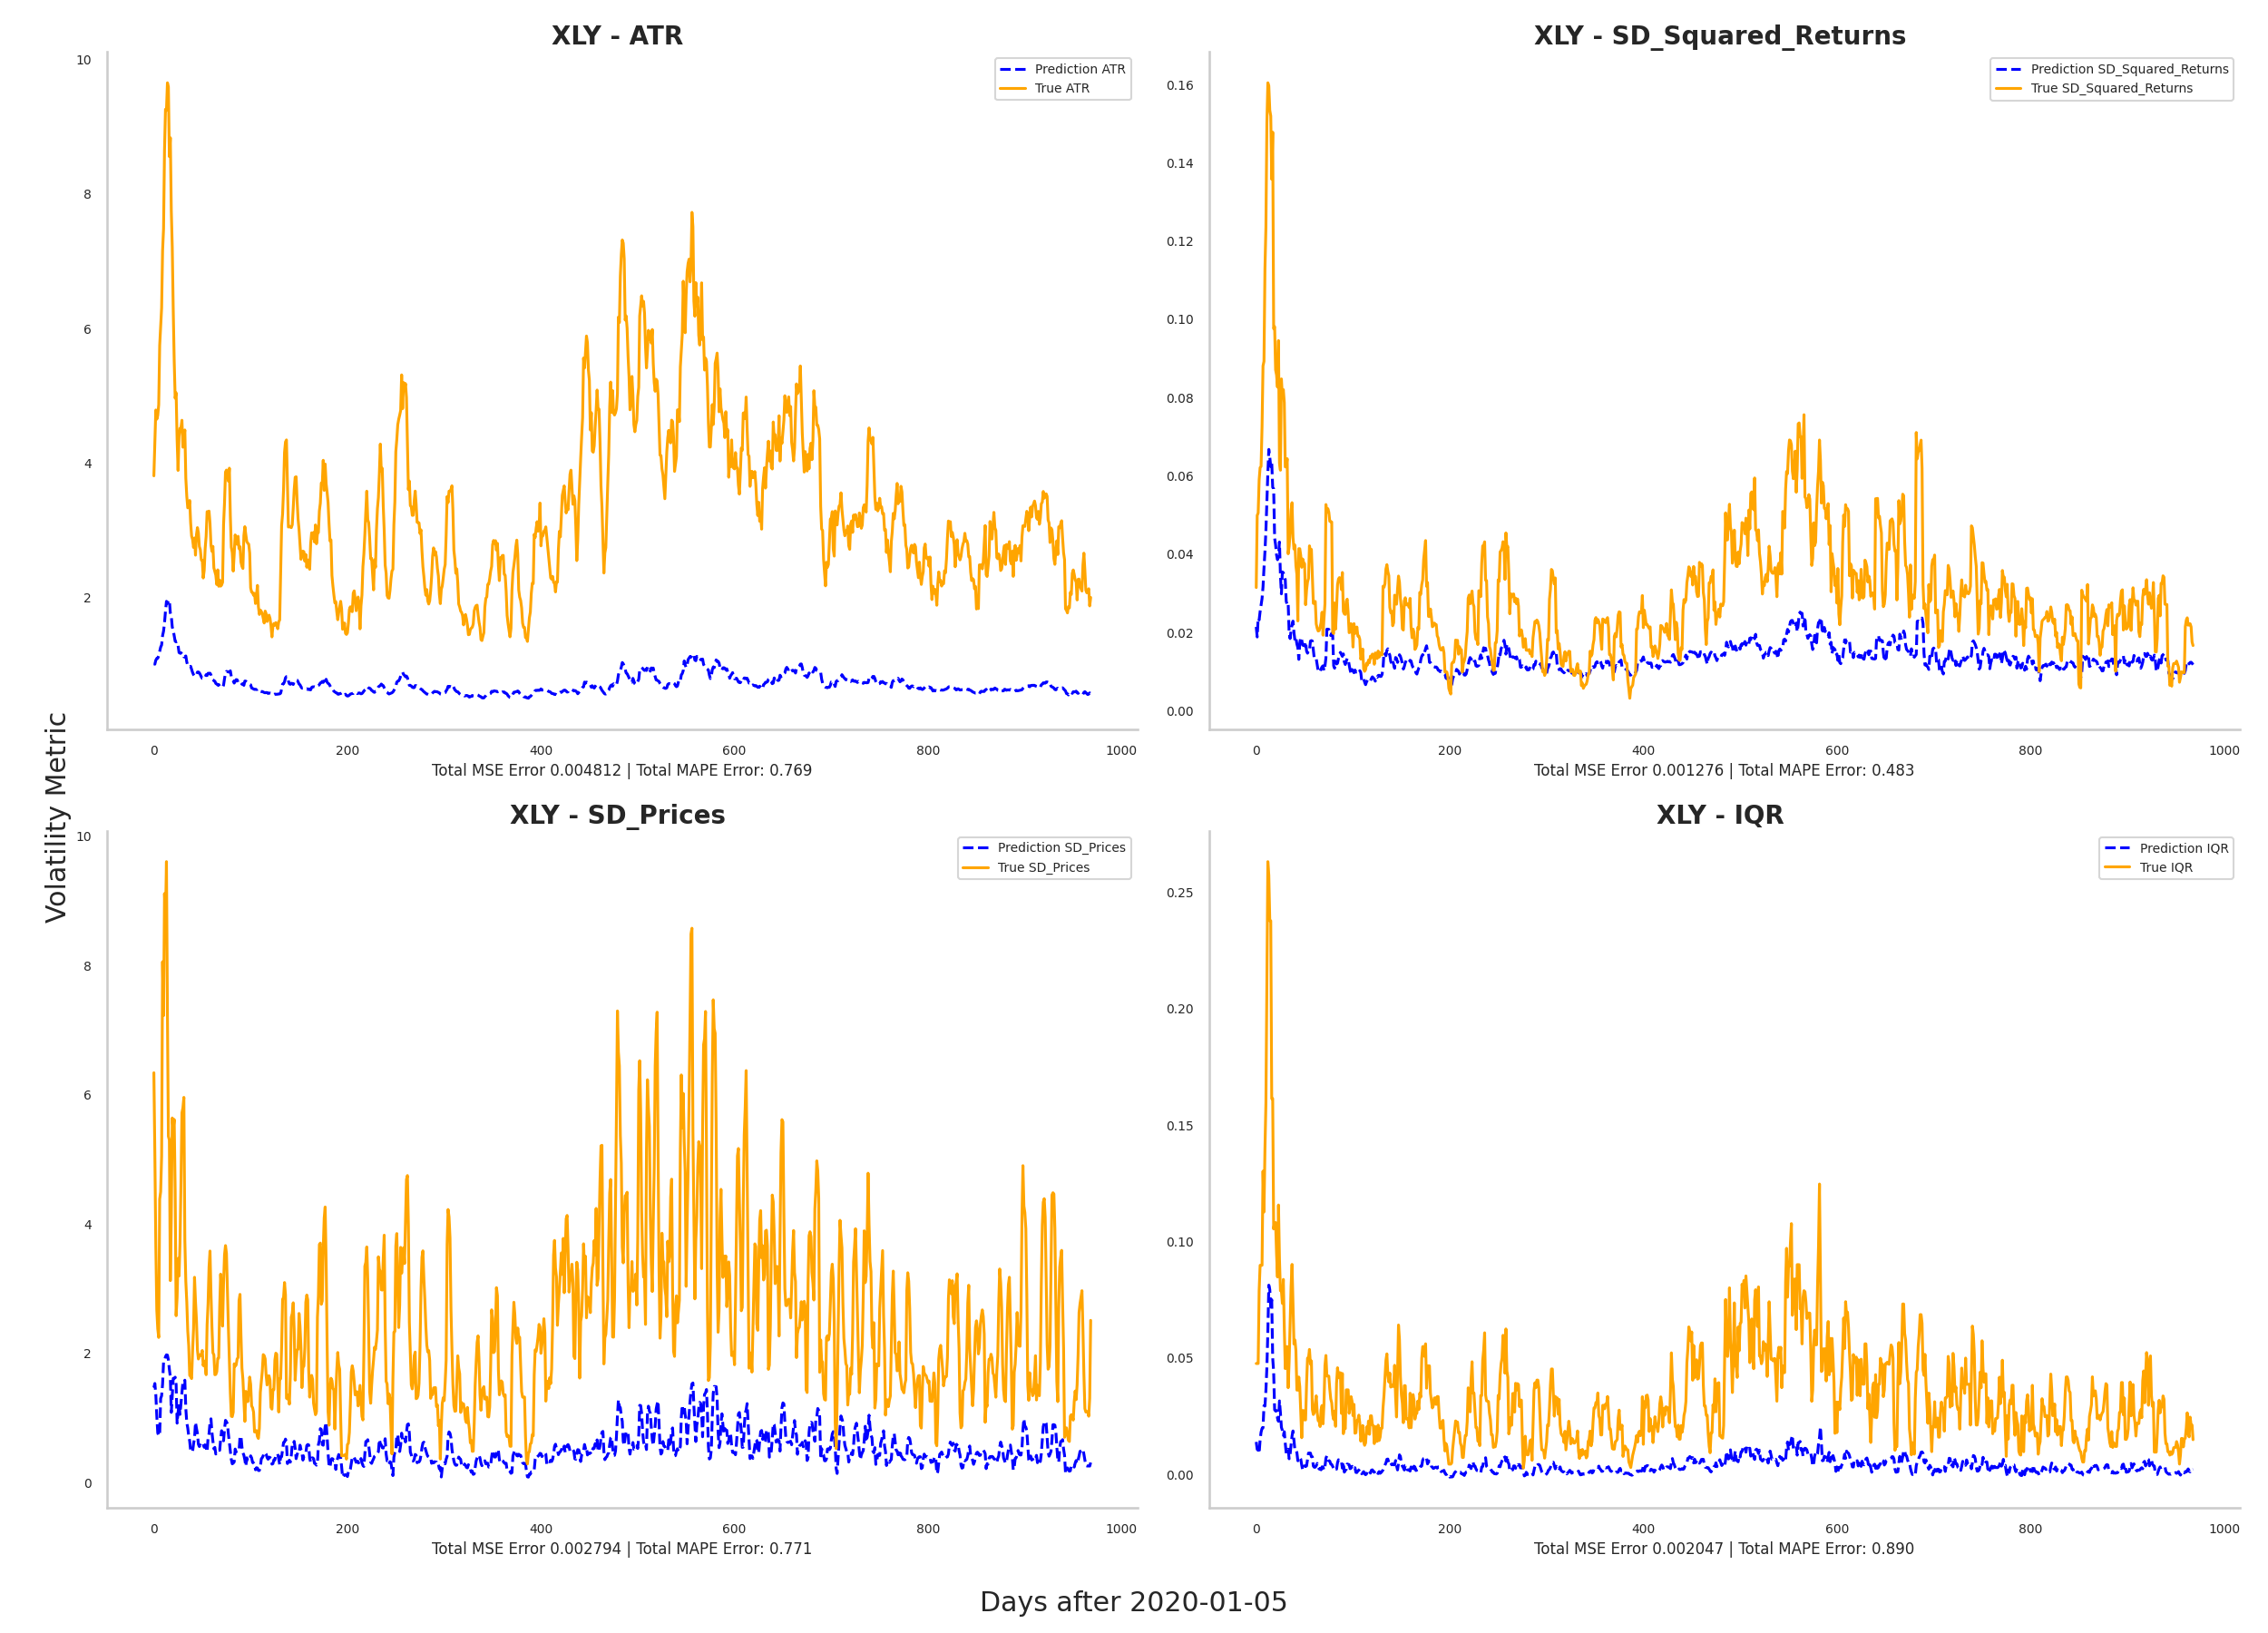 XLY - ATR
10
8
6
4
2
0
200
400
600
800
1000
Prediction ATR
True ATR
Total MSE Error 0.004812 | Total MAPE Error: 0.769
XLY - SD_Squared_Returns
0.16
0.14
0.12
0.10
0.08
0.06
0.04
0.02
0.00
0
200
400
600
800
1000
Prediction SD_Squared_Returns
True SD_Squared_Returns
Total MSE Error 0.001276 | Total MAPE Error: 0.483
Volatility Metric
XLY - SD_Prices
10
8
6
4
2
0
0
200
400
600
800
1000
Prediction SD_Prices
True SD_Prices
Total MSE Error 0.002794 | Total MAPE Error: 0.771
XLY - IQR
0.25
0.20
0.15
0.10
0.05
0.00
0
200
400
600
800
1000
Prediction IQR
True IQR
Total MSE Error 0.002047 | Total MAPE Error: 0.890
Days after 2020-01-05